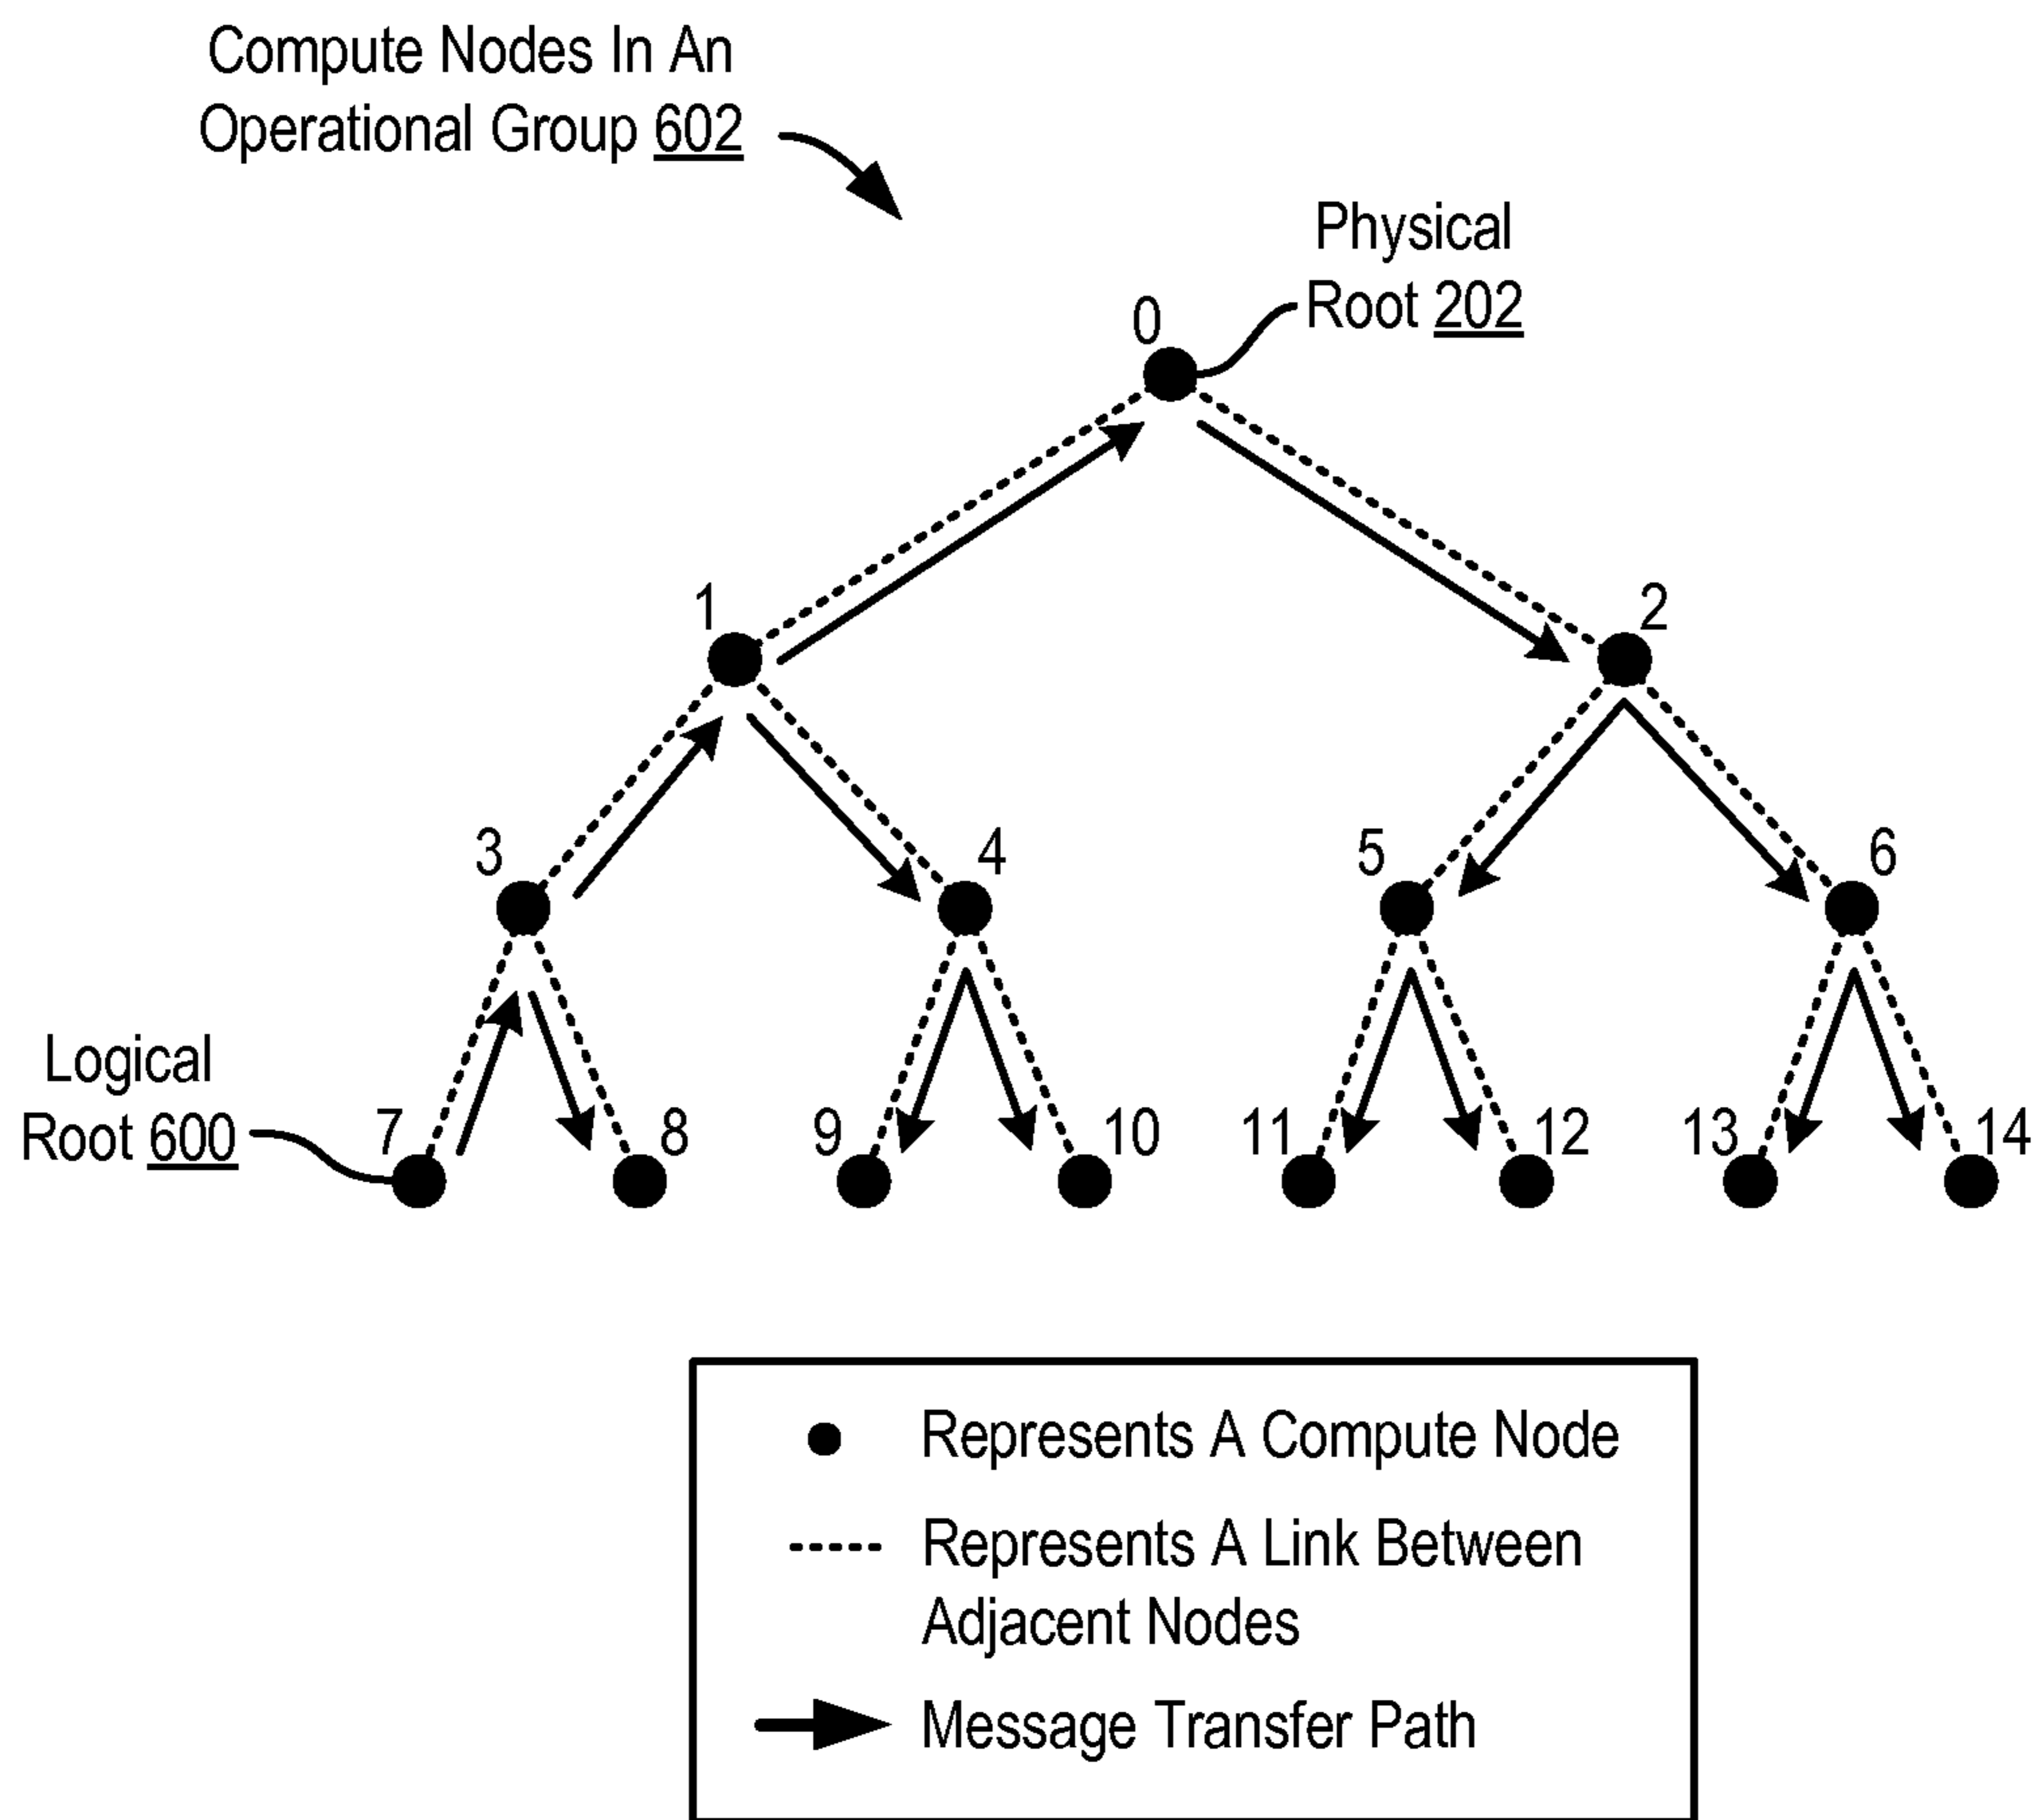 Compute Nodes In An
Operational Group 602
Physical
Root 202
0
1
2
3
4
5
6
Logical
Root 600
7
8
9
10
11
12
13
14
Represents A Compute Node
Represents A Link Between
Adjacent Nodes
Message Transfer Path